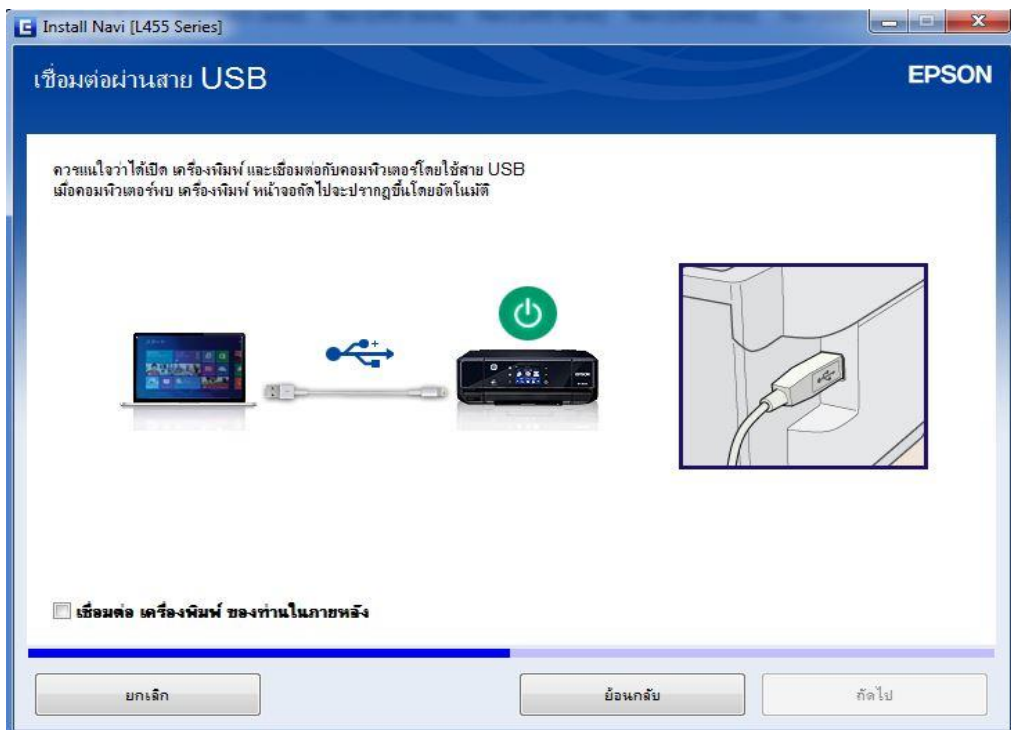 Install Navi [L455 Series]
เชื่อมต่อผ่านสาย USB
EPSON
ควรแน่ใจว่าได้เปิด เครื่องพิมพ์ และเชื่อมต่อกับคอมพิวเตอร์โดยใช้สาย USB
เมื่อคอมพิวเตอร์พบ เครื่องพิมพ์ หน้าจอถัดไปจะปรากฏขึ้นโดยอัตโนมัติ
เชื่อมต่อ เครื่องพิมพ์ ของท่านในภายหลัง
ยกเลิก
ย้อนกลับ
ถัดไป